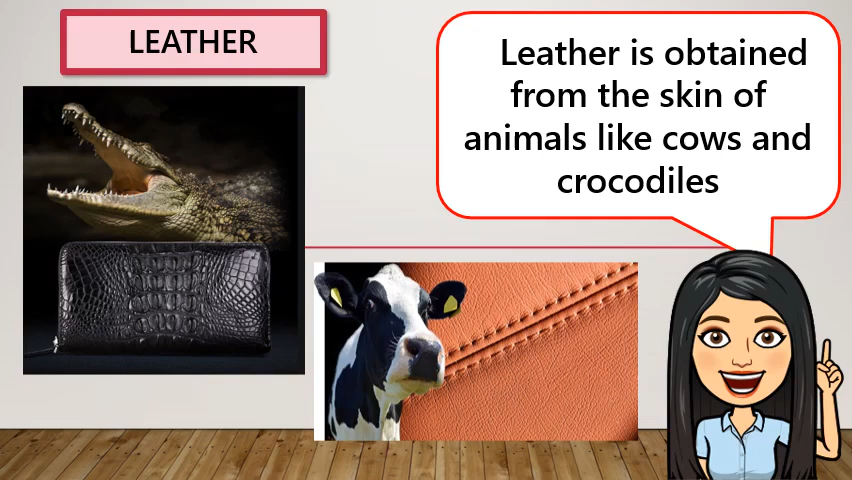 LEATHER
Leather is obtained
from the skin of
animals like cows and
crocodiles